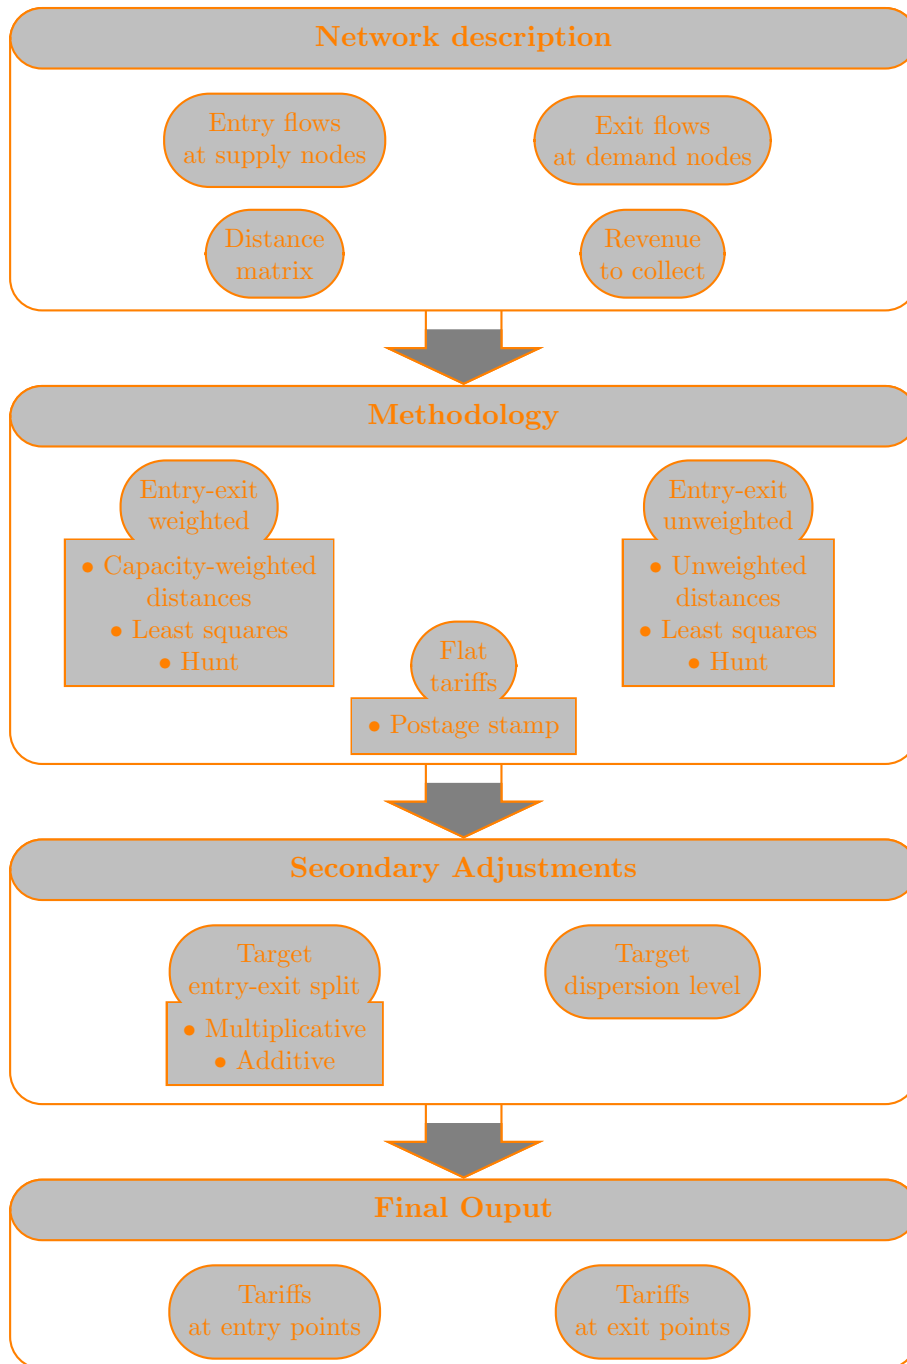 Network description
Entry flows
at supply nodes
Exit flows
at demand nodes
Distance
matrix
Revenue
to collect
Methodology
Entry-exit
weighted
• Capacity-weighted
distances
• Least squares
• Hunt
Entry-exit
unweighted
• Unweighted
distances
• Least squares
• Hunt
Flat
tariffs
• Postage stamp
Secondary Adjustments
Target
entry-exit split
• Multiplicative
• Additive
Target
dispersion level
Final Ouput
Tariffs
at entry points
Tariffs
at exit points